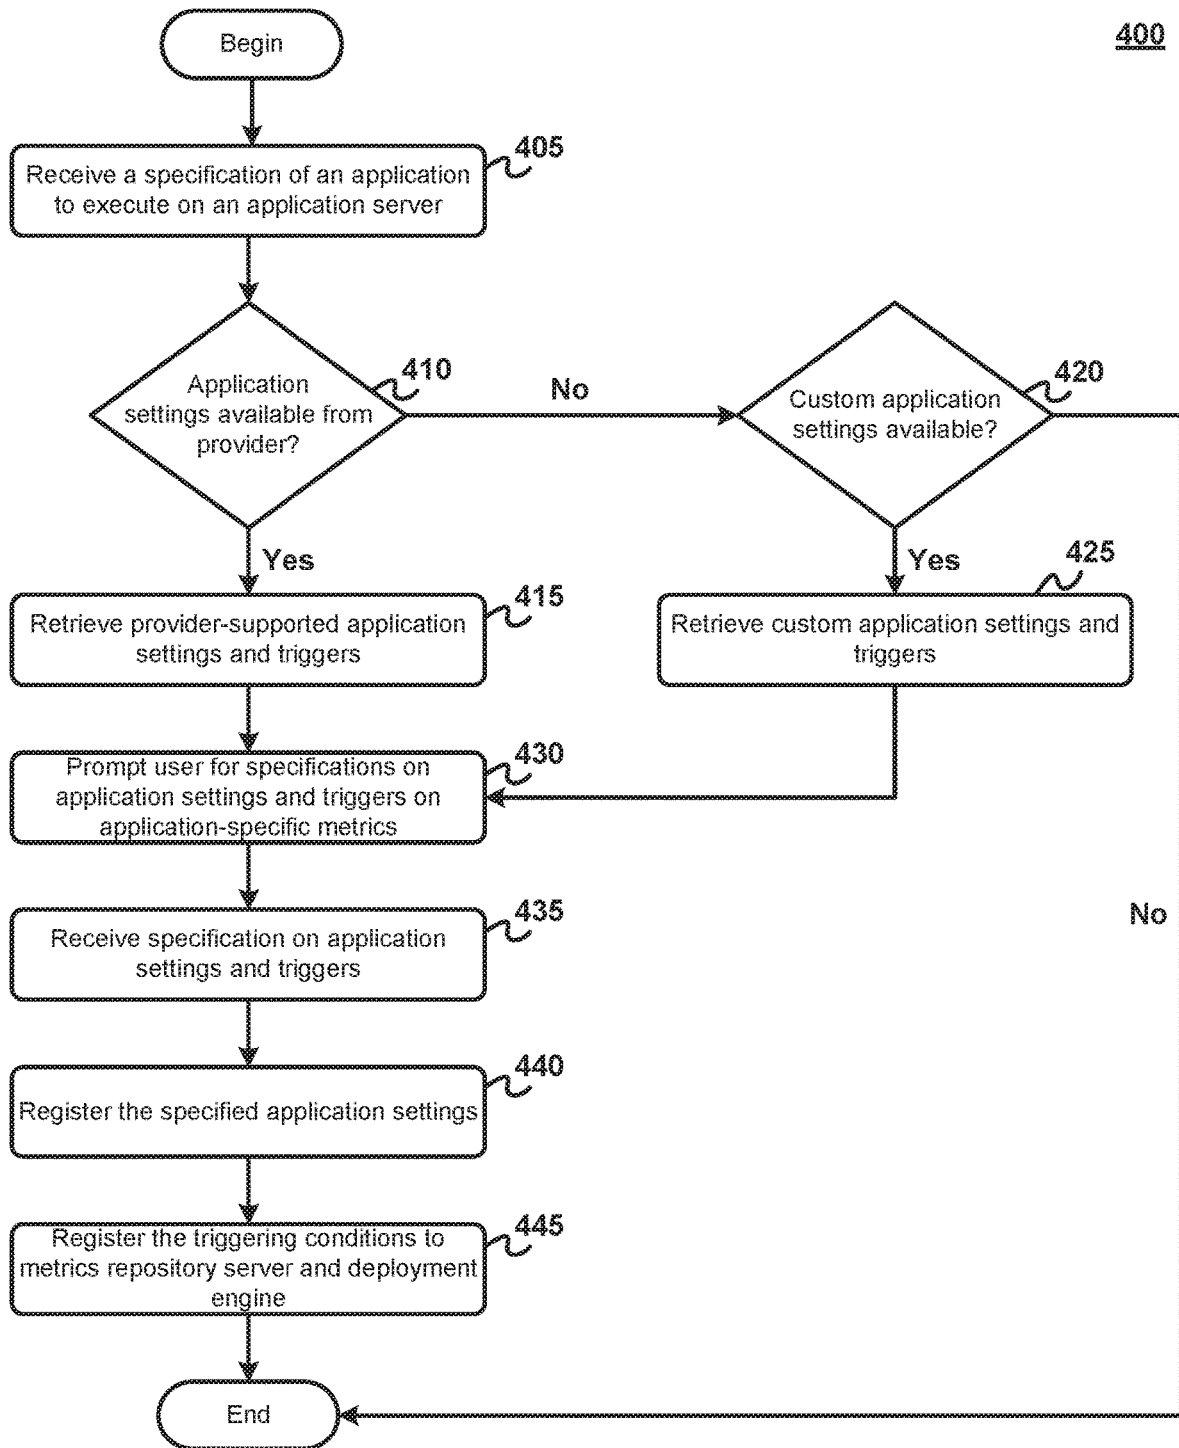 Begin
400
405
Receive a specification of an application
to execute on an application server
410
Application
settings available from
provider?
No
420
Custom application
settings available?
Yes
Yes
415
Retrieve provider-supported application
settings and triggers
425
Retrieve custom application settings and
triggers
430
Prompt user for specifications on
application settings and triggers on
application-specific metrics
No
435
Receive specification on application
settings and triggers
440
Register the specified application settings
445
Register the triggering conditions to
metrics repository server and deployment
engine
End